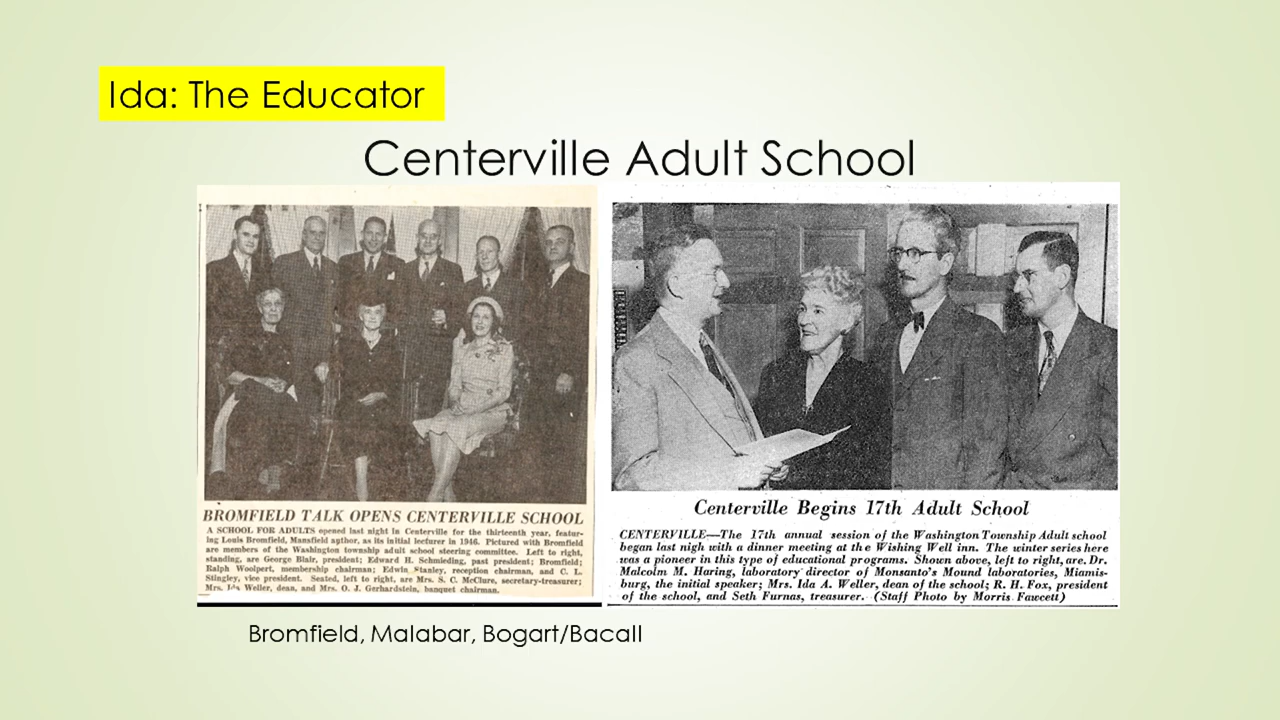 Ida: The Educator
Centerville Adult School
BROMFIELD TALK OPENS CENTERVILLE SCHOOL
A SCHOOL FOR ADULTS opened last night in Centerville for the thirteenth year, featur-
ing Louis Bromfield, Mansfield author, as its initial lecturer in 1946. Pictured with Bromfield
are members of the Washington township adult school steering committee. Left to right,
standing, are George Blair, president; Edward H. Schmieding, past president; Bromfield;
Ralph Woolpert, membership chairman; Edwin Stanley, reception chairman, and C. L.
Stingley, vice president. Seated, left to right, are Mrs. S. C. McClure, secretary-treasurer;
Mrs. Ida Weller, dean, and Mrs. O. J. Gerhardstein, banquet chairman.
Centerville Begins 17th Adult School
CENTERVILLE—The 17th annual session of the Washington Township Adult school
began last nigh with a dinner meeting at the Wishing Well inn. The winter series here
was a pioneer in this type of educational programs. Shown above, left to right, are. Dr.
Malcolm M. Haring, laboratory director of Monsanto's Mound laboratories, Miamis-
burg, the initial speaker; Mrs. Ida A. Weller, dean of the school; R. H. Fox, president
of the school, and Seth Furnas, treasurer. (Staff Photo by Morris Fawcett)
Bromfield, Malabar, Bogart/Bacall